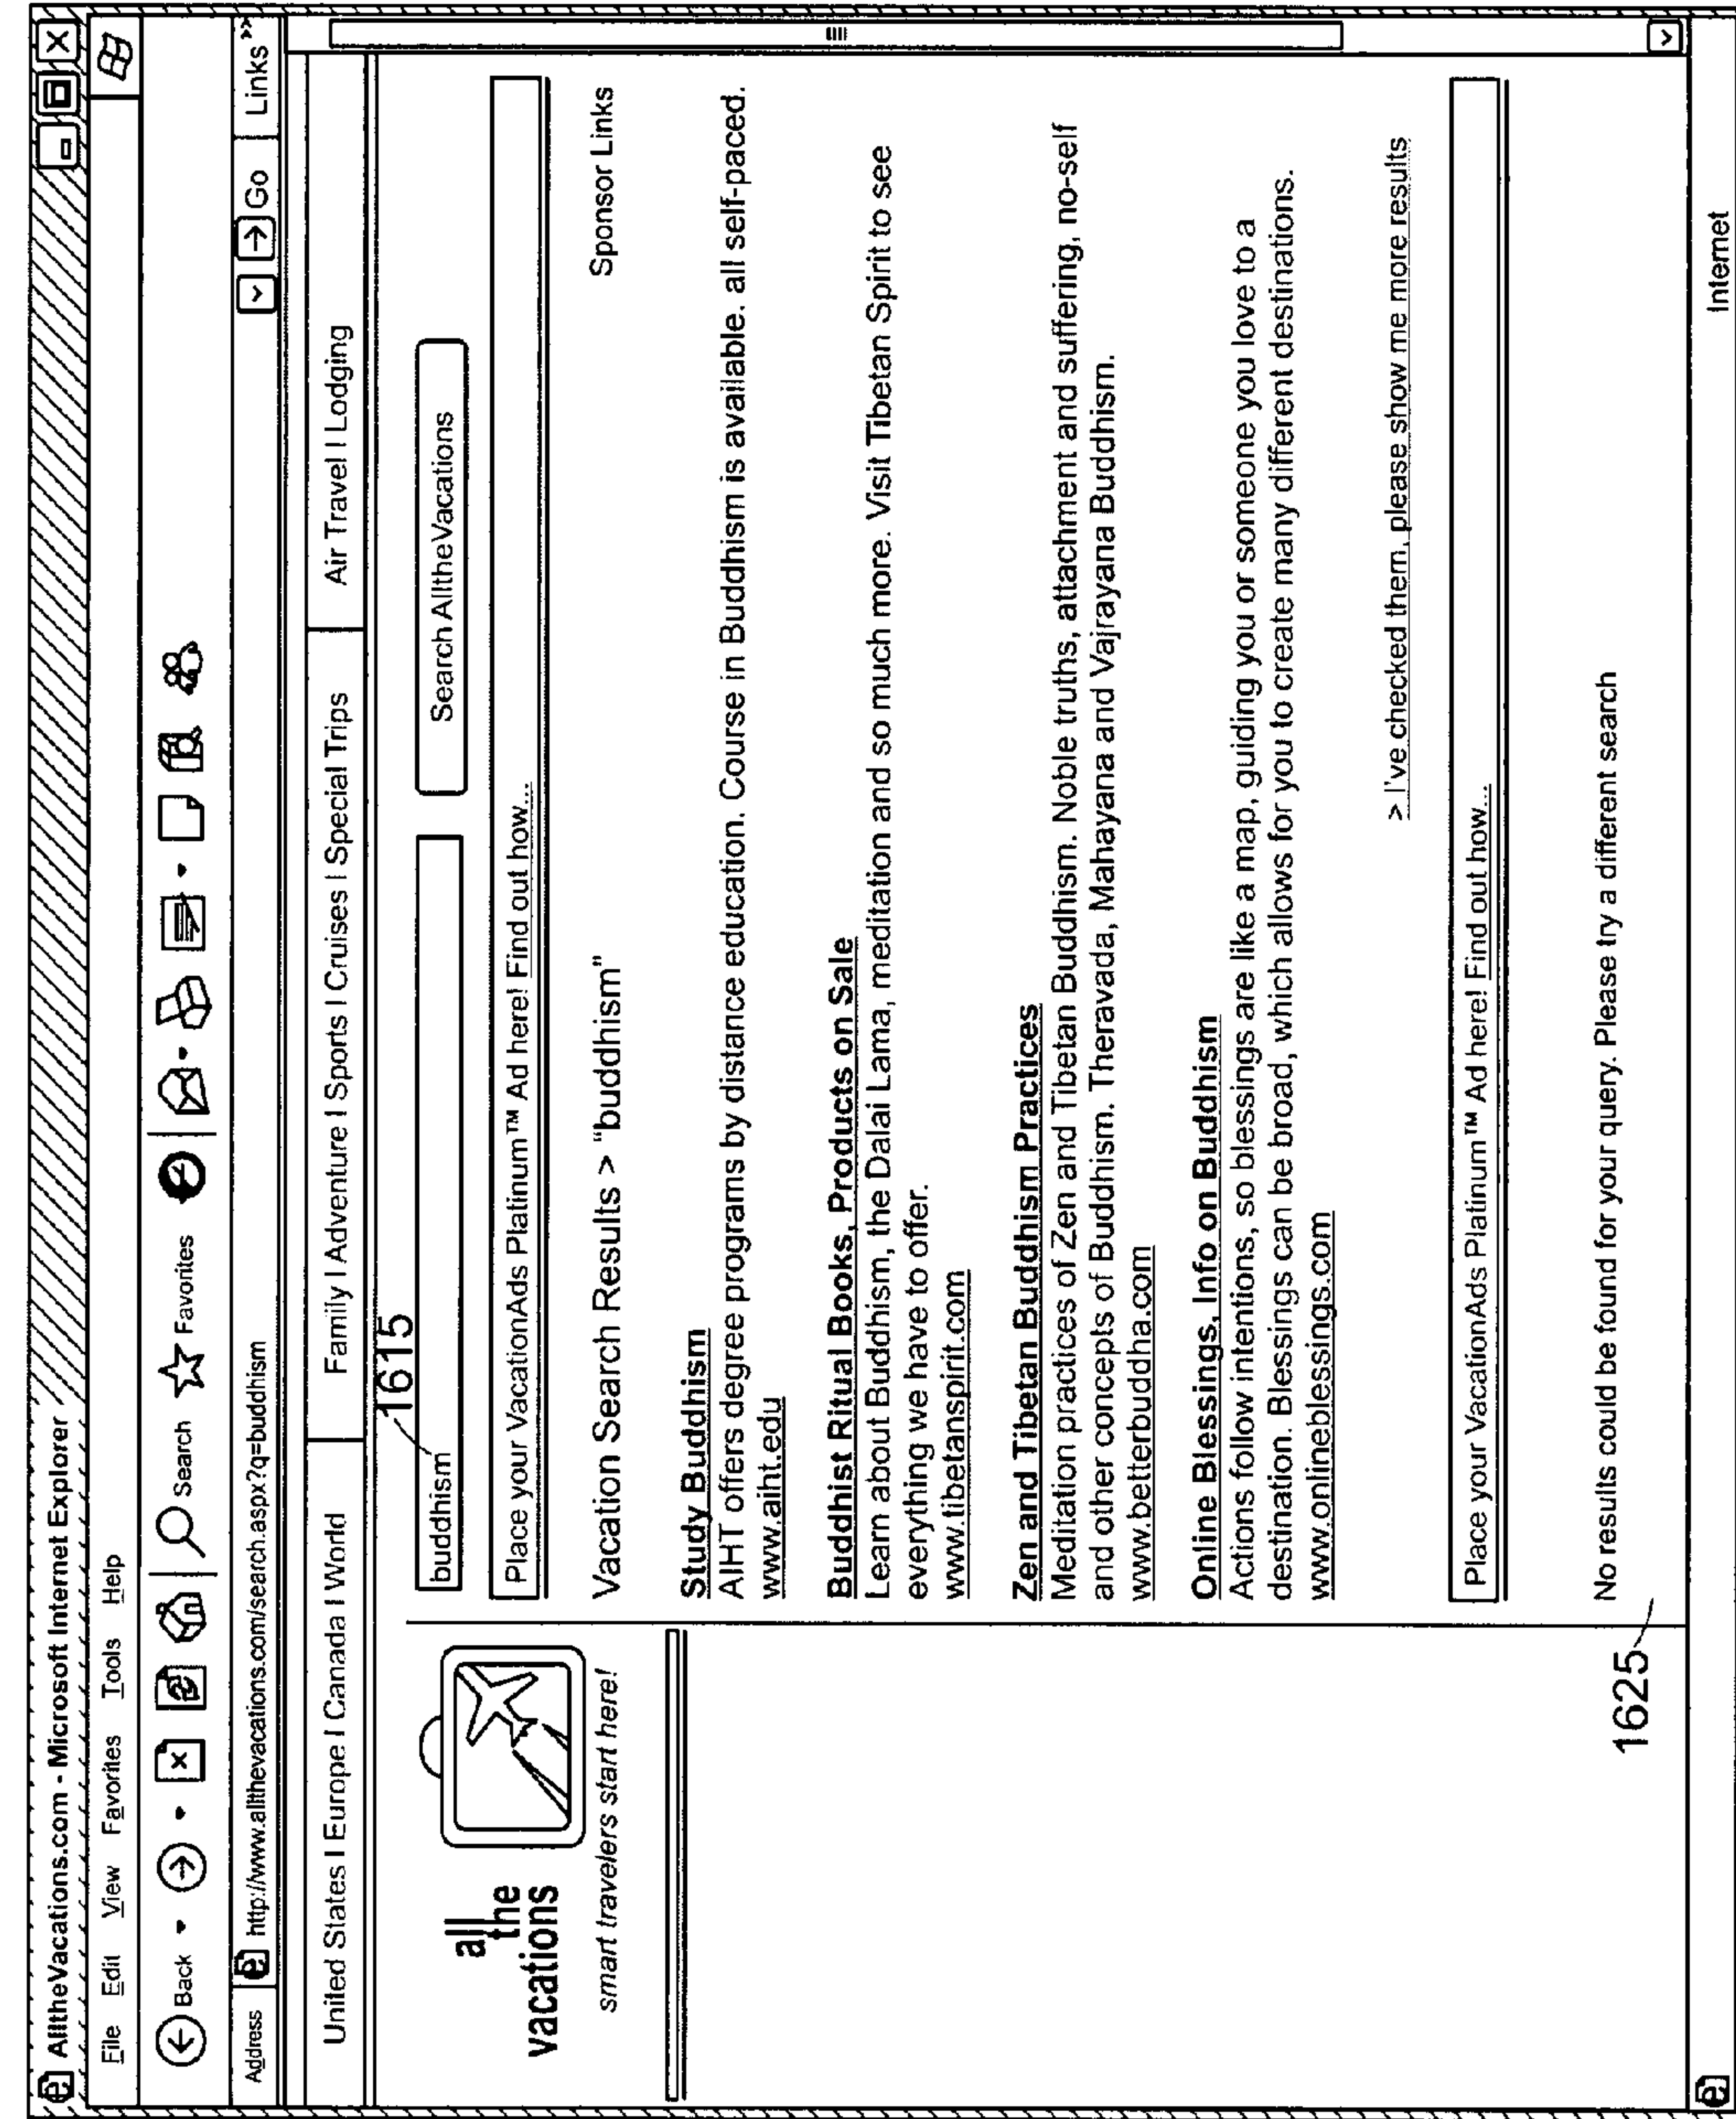 AlltheVacations.com - Microsoft Internet Explorer
File Edit View Favorites Tools Help
Back Search Favorites
Address http://www.allthevacations.com/search.aspx?q=buddhism Go Links »
United States | Europe | Canada | World Family | Adventure | Sports | Cruises | Special Trips Air Travel | Lodging
1615
all
the
vacations
smart travelers start here!
buddhism Search AlltheVacations
Place your VacationAds Platinum™ Ad here! Find out how...
Vacation Search Results > "buddhism" Sponsor Links
Study Buddhism
AIHT offers degree programs by distance education. Course in Buddhism is available. all self-paced.
www.aiht.edu
Buddhist Ritual Books, Products on Sale
Learn about Buddhism, the Dalai Lama, meditation and so much more. Visit Tibetan Spirit to see
everything we have to offer.
www.tibetanspirit.com
Zen and Tibetan Buddhism Practices
Meditation practices of Zen and Tibetan Buddhism. Noble truths, attachment and suffering, no-self
and other concepts of Buddhism. Theravada, Mahayana and Vajrayana Buddhism.
www.betterbuddha.com
Online Blessings, Info on Buddhism
Actions follow intentions, so blessings are like a map, guiding you or someone you love to a
destination. Blessings can be broad, which allows for you to create many different destinations.
www.onlineblessings.com
> I've checked them, please show me more results
Place your VacationAds Platinum™ Ad here! Find out how...
No results could be found for your query. Please try a different search
1625
Internet